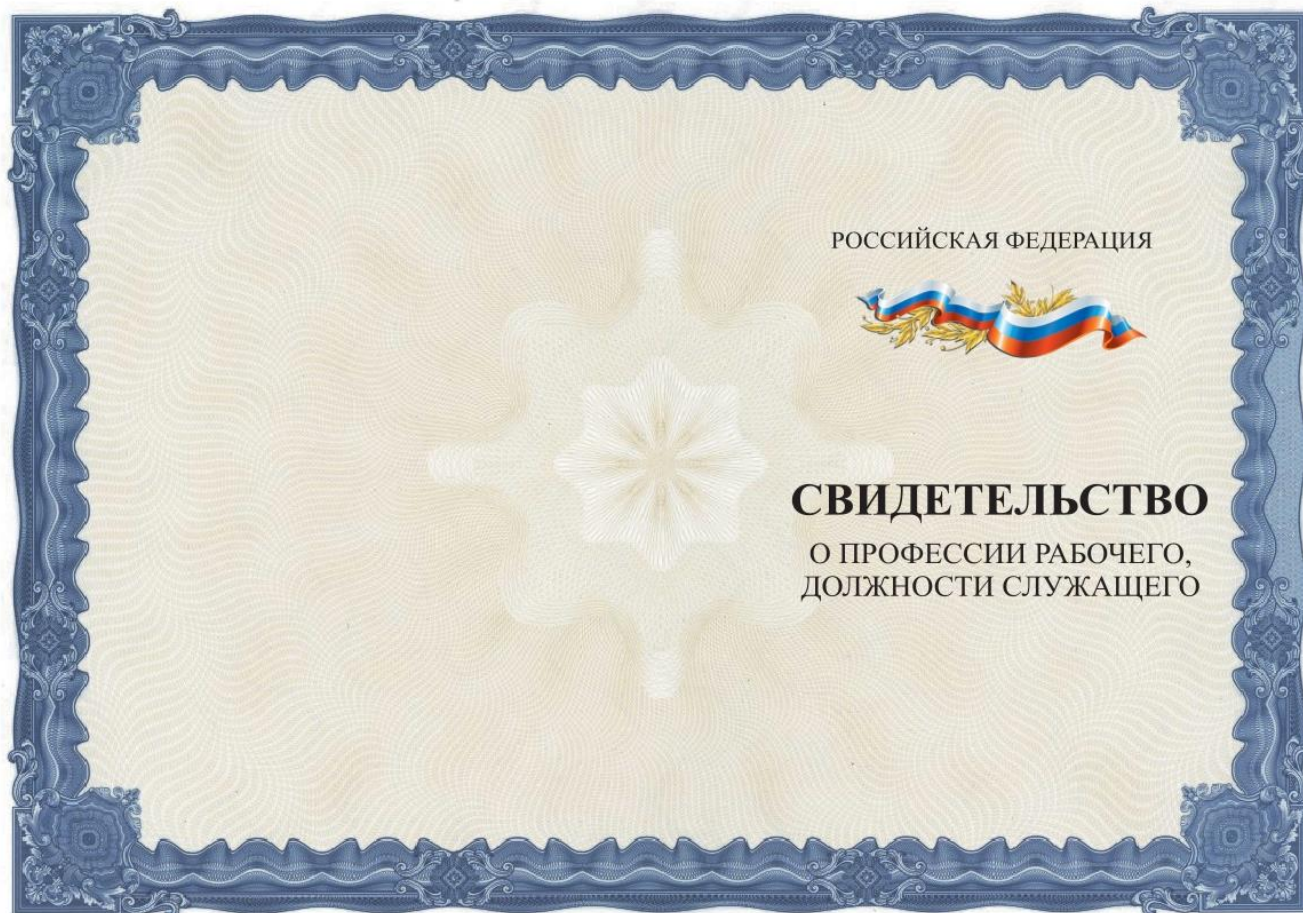 РОССИЙСКАЯ ФЕДЕРАЦИЯ
СВИДЕТЕЛЬСТВО
О ПРОФЕССИИ РАБОЧЕГО,
ДОЛЖНОСТИ СЛУЖАЩЕГО